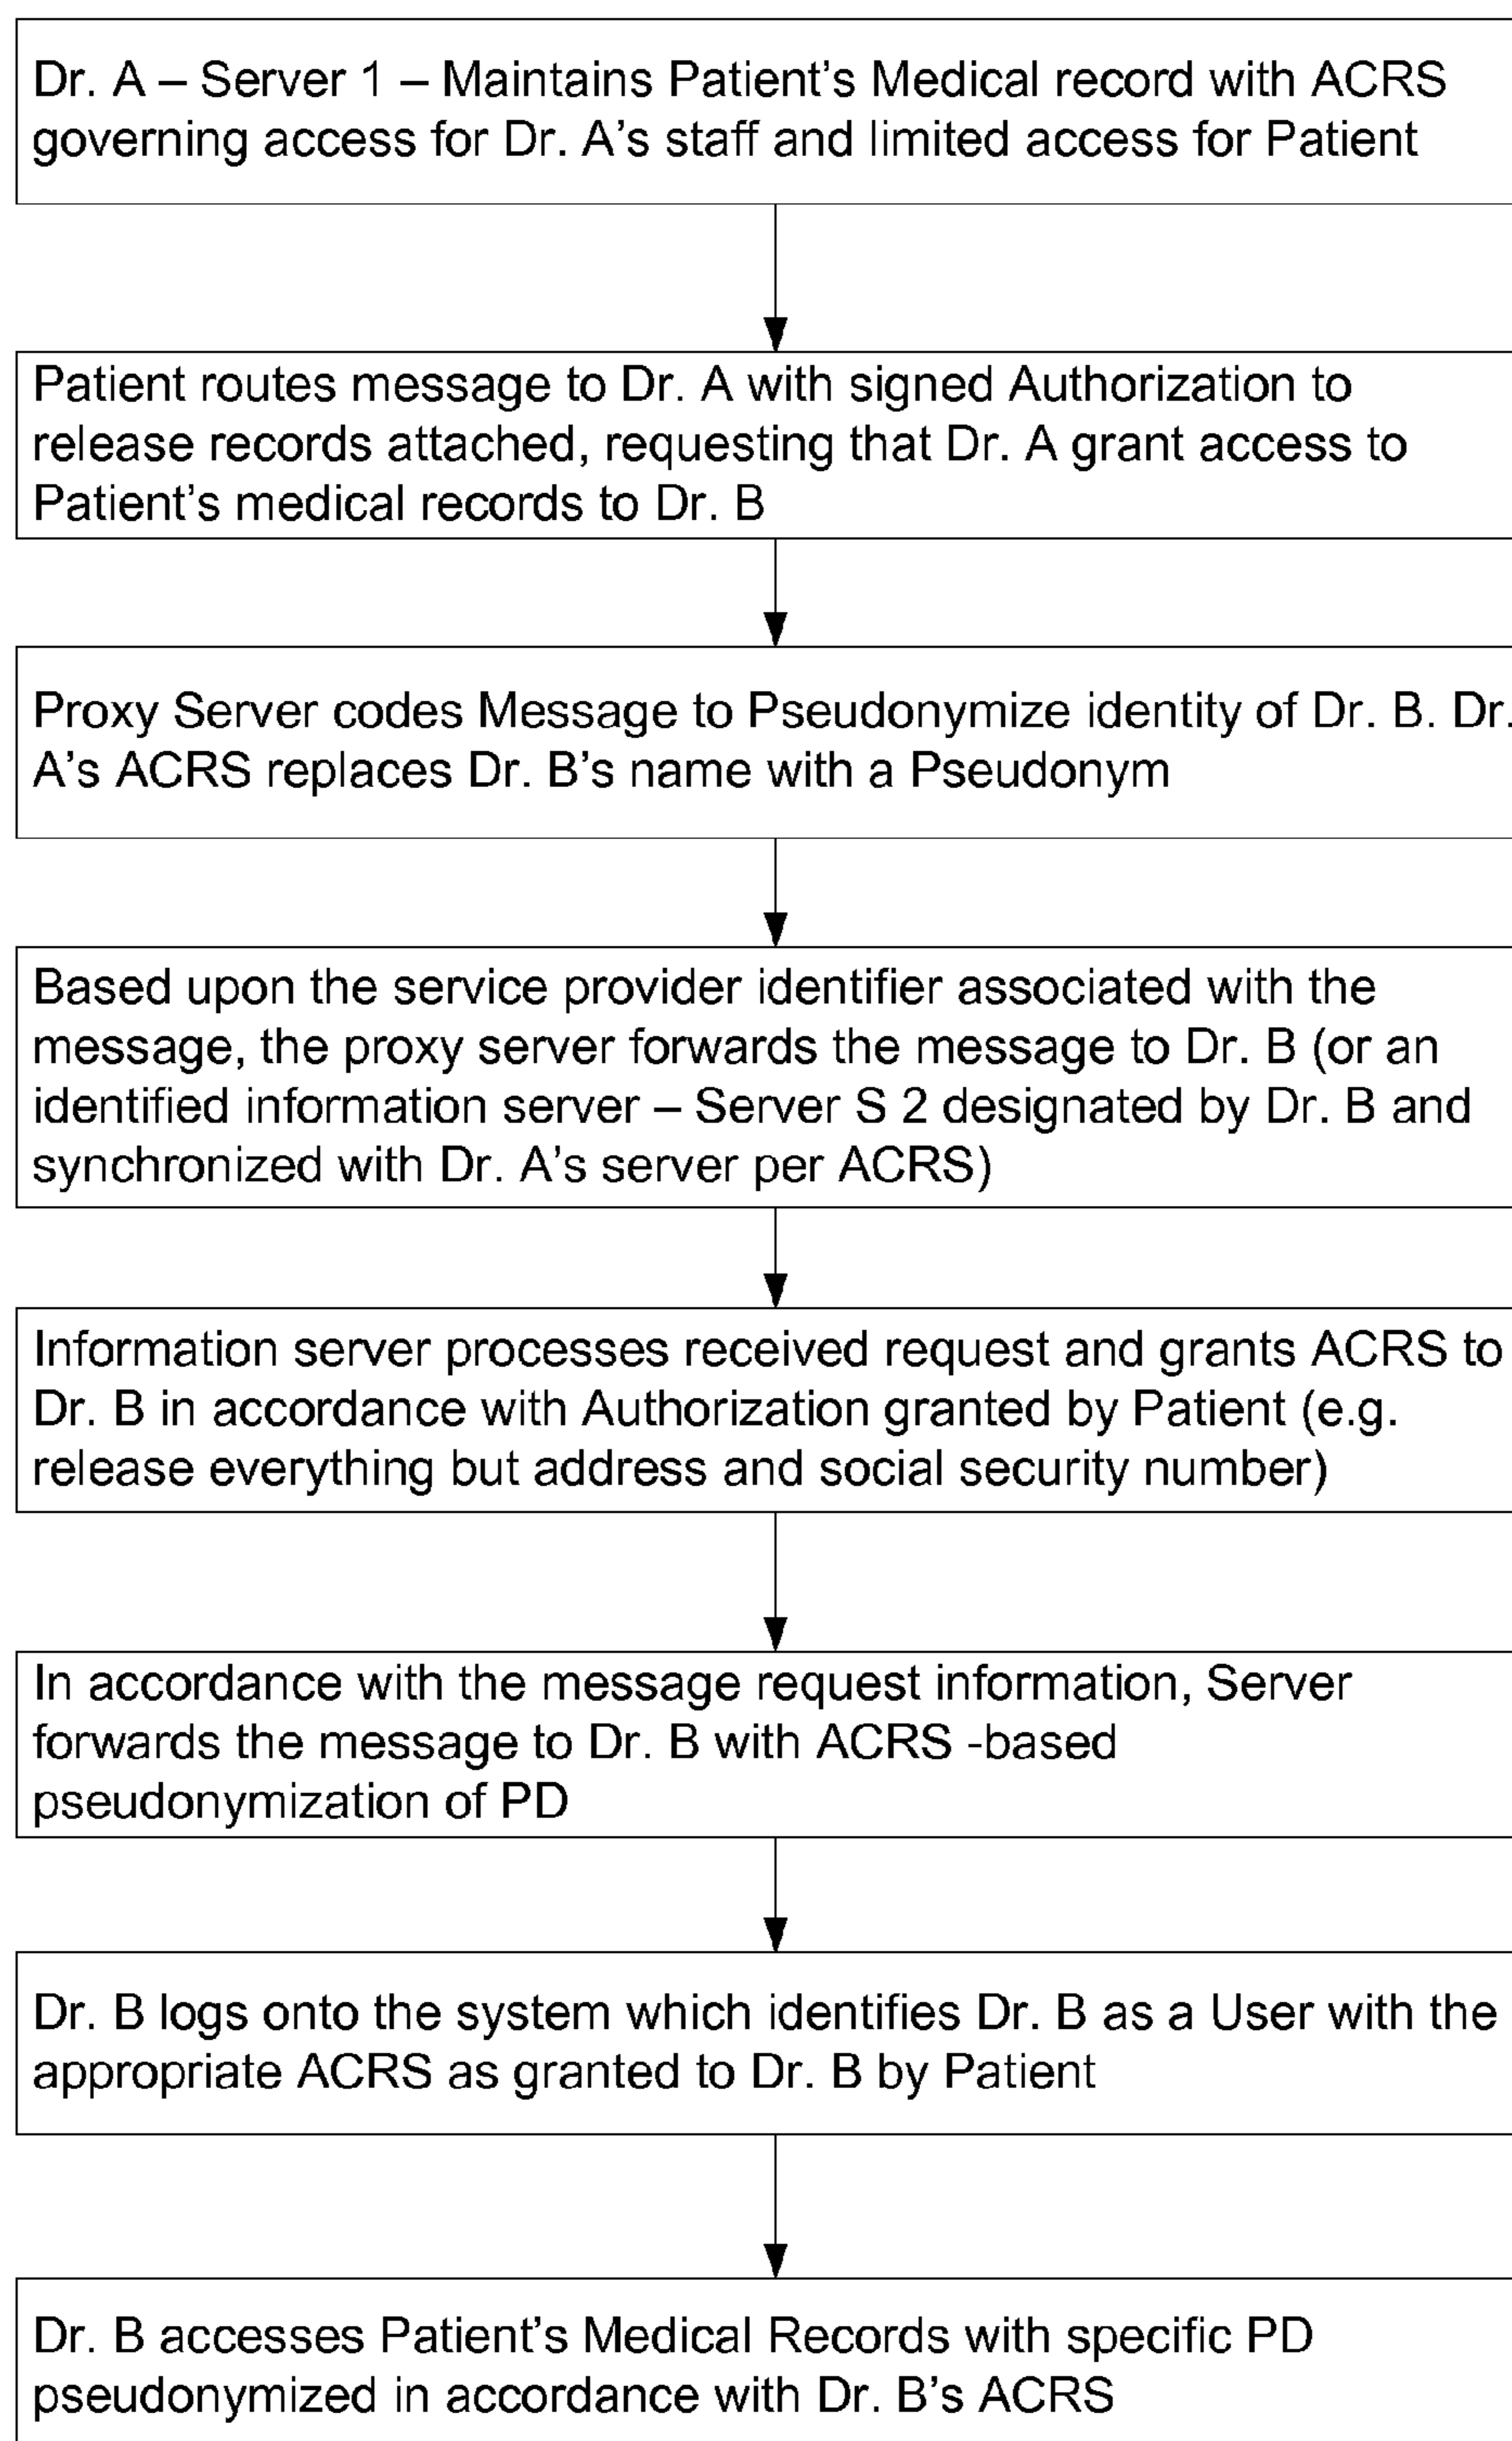 Dr. A – Server 1 – Maintains Patient’s Medical record with ACRS
governing access for Dr. A’s staff and limited access for Patient
Patient routes message to Dr. A with signed Authorization to
release records attached, requesting that Dr. A grant access to
Patient’s medical records to Dr. B
Proxy Server codes Message to Pseudonymize identity of Dr. B. Dr.
A’s ACRS replaces Dr. B’s name with a Pseudonym
Based upon the service provider identifier associated with the
message, the proxy server forwards the message to Dr. B (or an
identified information server – Server S 2 designated by Dr. B and
synchronized with Dr. A’s server per ACRS)
Information server processes received request and grants ACRS to
Dr. B in accordance with Authorization granted by Patient (e.g.
release everything but address and social security number)
In accordance with the message request information, Server
forwards the message to Dr. B with ACRS -based
pseudonymization of PD
Dr. B logs onto the system which identifies Dr. B as a User with the
appropriate ACRS as granted to Dr. B by Patient
Dr. B accesses Patient’s Medical Records with specific PD
pseudonymized in accordance with Dr. B’s ACRS